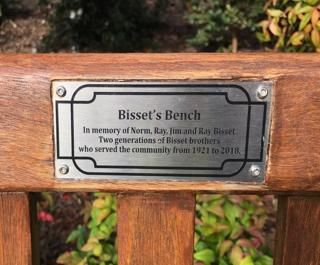 Bisset's Bench
In memory of Norm, Ray, Jim and Ray Bisset.
Two generations of Bisset brothers
who served the community from 1921 to 2018.